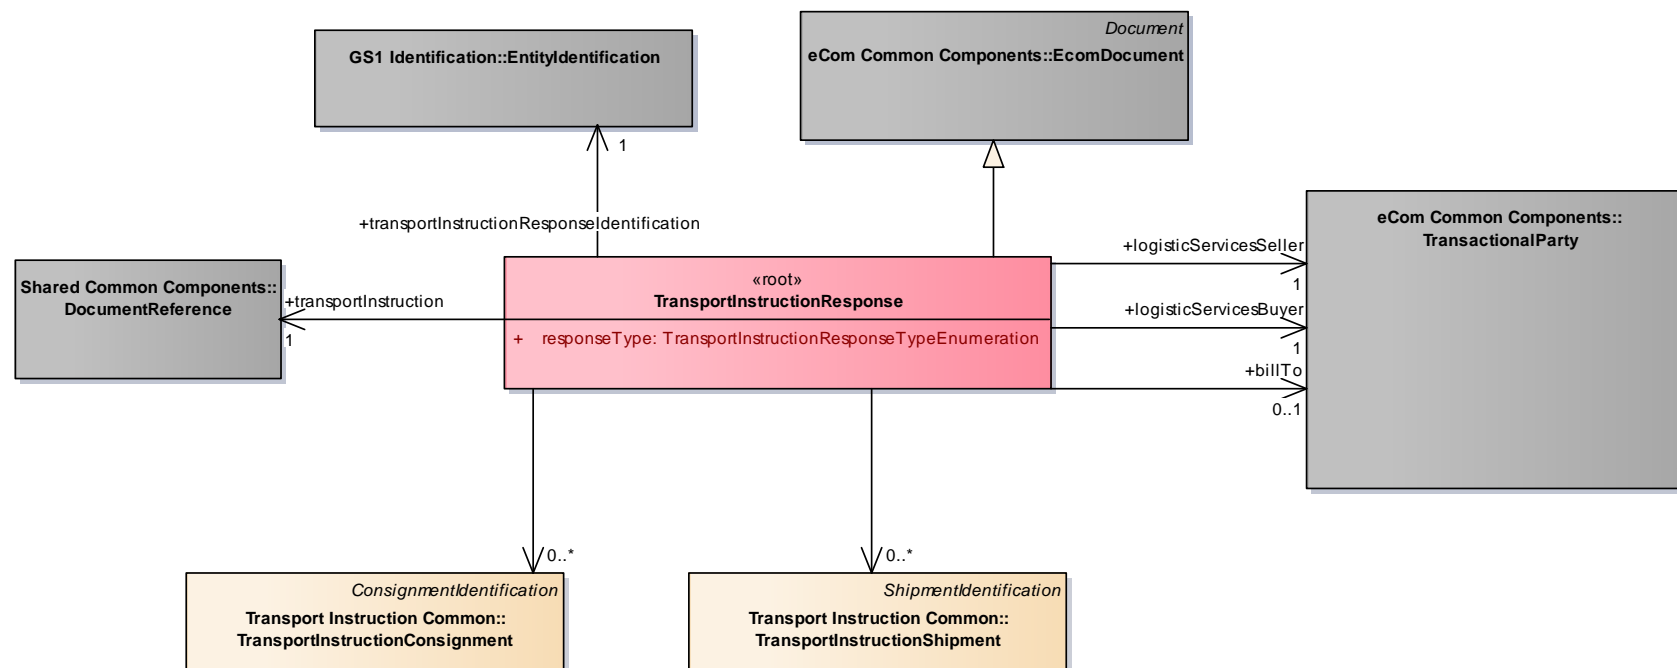 Document
eCom Common Components::EcomDocument
GS1 Identification::EntityIdentification
1
+transportInstructionResponseIdentification
eCom Common Components::
TransactionalParty
+logisticServicesSeller
1
Shared Common Components::
DocumentReference
+transportInstruction
1
«root»
TransportInstructionResponse
+ responseType: TransportInstructionResponseTypeEnumeration
+logisticServicesBuyer
1
+billTo
0..1
0..*
0..*
ConsignmentIdentification
Transport Instruction Common::
TransportInstructionConsignment
ShipmentIdentification
Transport Instruction Common::
TransportInstructionShipment